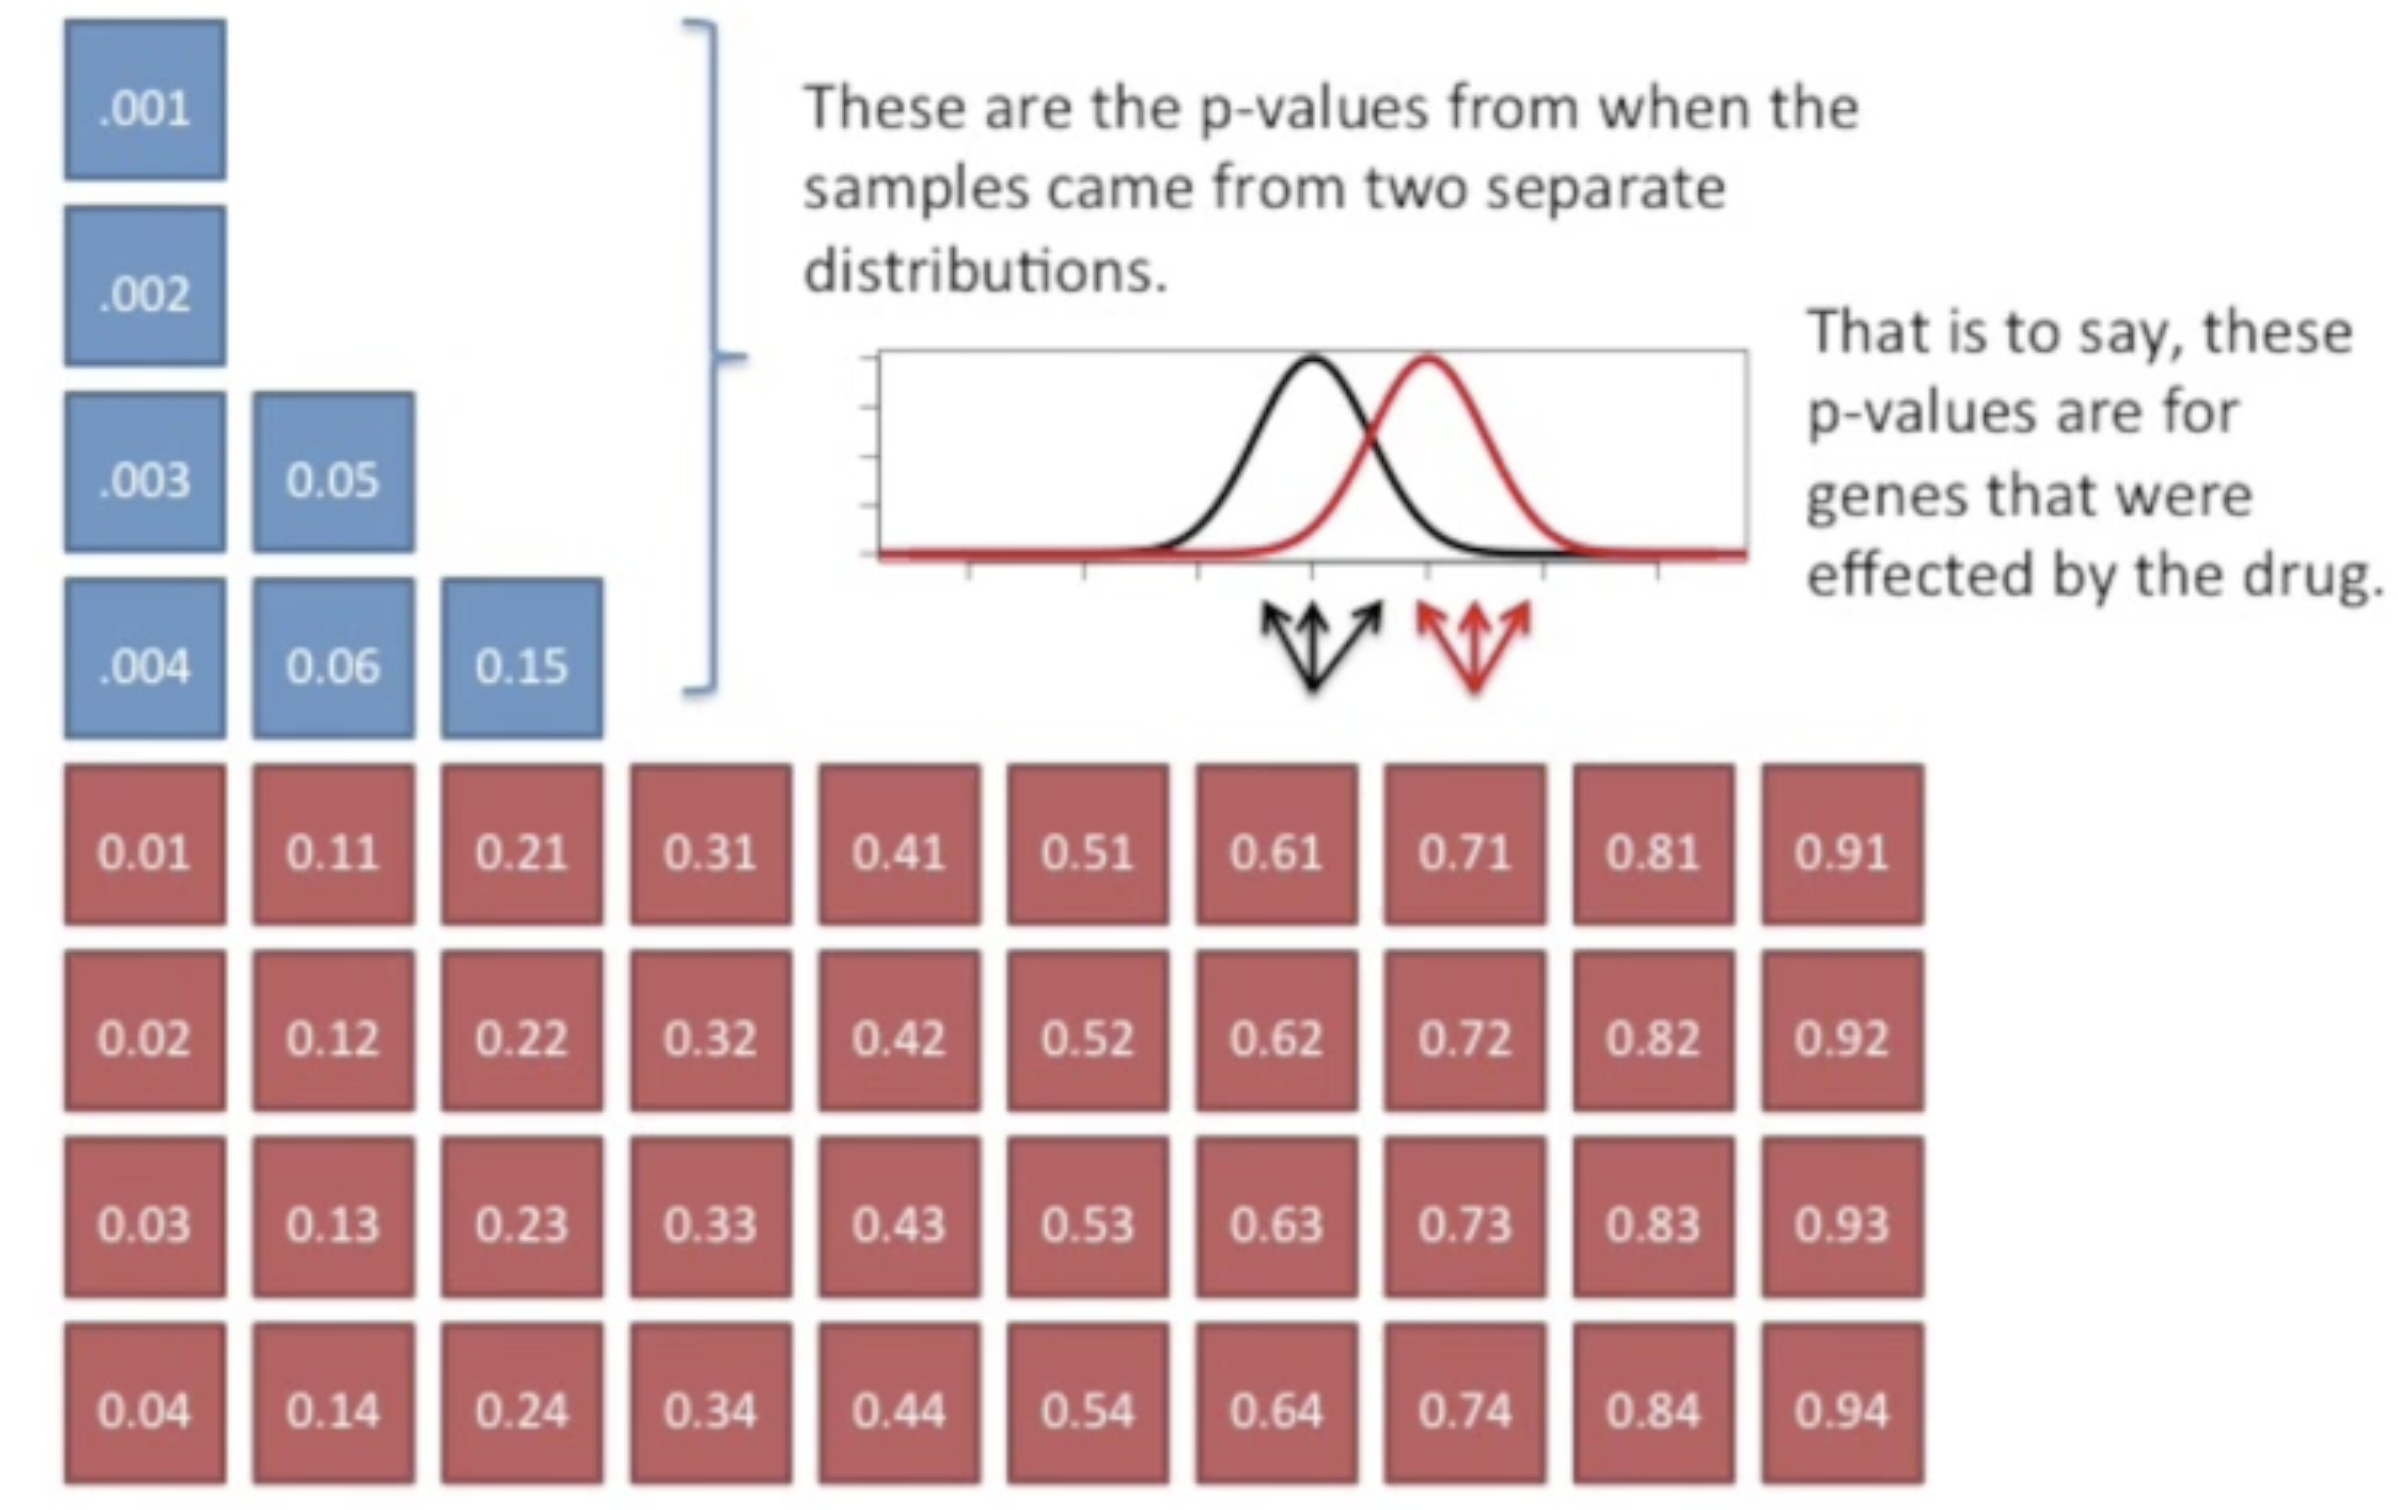 .001
These are the p-values from when the
samples came from two separate
distributions.
.002
That is to say, these
p-values are for
genes that were
effected by the drug.
.003 0.05
.004 0.06 0.15
0.01 0.11 0.21 0.31 0.41 0.51 0.61 0.71 0.81 0.91
0.02 0.12 0.22 0.32 0.42 0.52 0.62 0.72 0.82 0.92
0.03 0.13 0.23 0.33 0.43 0.53 0.63 0.73 0.83 0.93
0.04 0.14 0.24 0.34 0.44 0.54 0.64 0.74 0.84 0.94